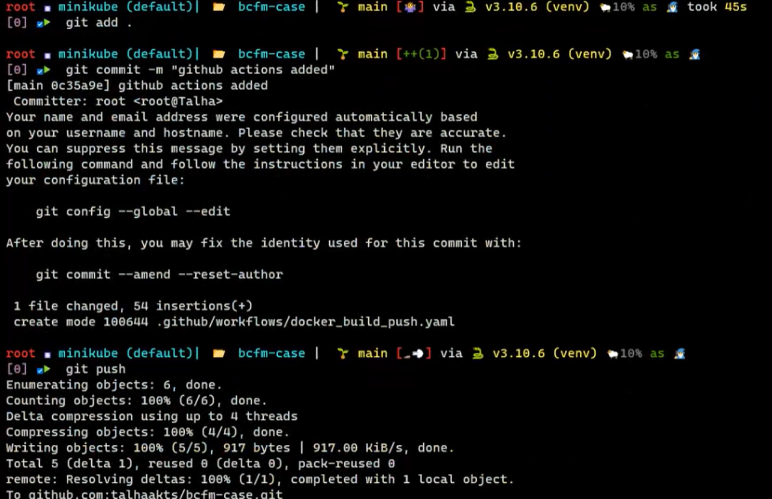 root minikube (default)| bcfm-case | main [] via v3.10.6 (venv) 10% as took 45s
[0] git add .
root minikube (default)| bcfm-case | main [++(1)] via v3.10.6 (venv) 10% as
[0] git commit -m "github actions added"
[main 0c35a9e] github actions added
Committer: root <root@Talha>
Your name and email address were configured automatically based
on your username and hostname. Please check that they are accurate.
You can suppress this message by setting them explicitly. Run the
following command and follow the instructions in your editor to edit
your configuration file:
git config --global --edit
After doing this, you may fix the identity used for this commit with:
git commit --amend --reset-author
1 file changed, 54 insertions(+)
create mode 100644 .github/workflows/docker_build_push.yaml
root minikube (default)| bcfm-case | main [] via v3.10.6 (venv) 10% as
[0] git push
Enumerating objects: 6, done.
Counting objects: 100% (6/6), done.
Delta compression using up to 4 threads
Compressing objects: 100% (4/4), done.
Writing objects: 100% (5/5), 917 bytes | 917.00 KiB/s, done.
Total 5 (delta 1), reused 0 (delta 0), pack-reused 0
remote: Resolving deltas: 100% (1/1), completed with 1 local object.
To github.com:talhaakts/bcfm-case.git